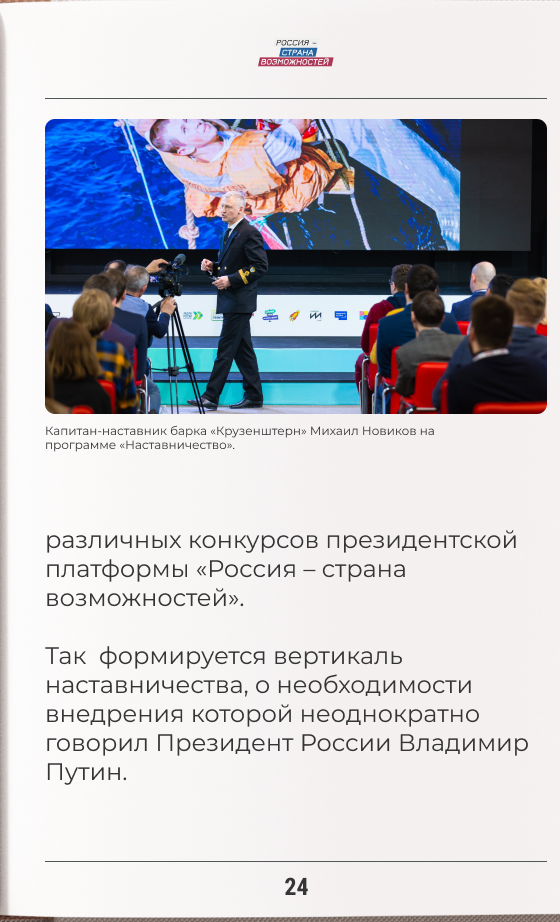 РОССИЯ –
СТРАНА
ВОЗМОЖНОСТЕЙ
Капитан-наставник барка «Крузенштерн» Михаил Новиков на
программе «Наставничество».
различных конкурсов президентской
платформы «Россия – страна
возможностей».
Так формируется вертикаль
наставничества, о необходимости
внедрения которой неоднократно
говорил Президент России Владимир
Путин.
24